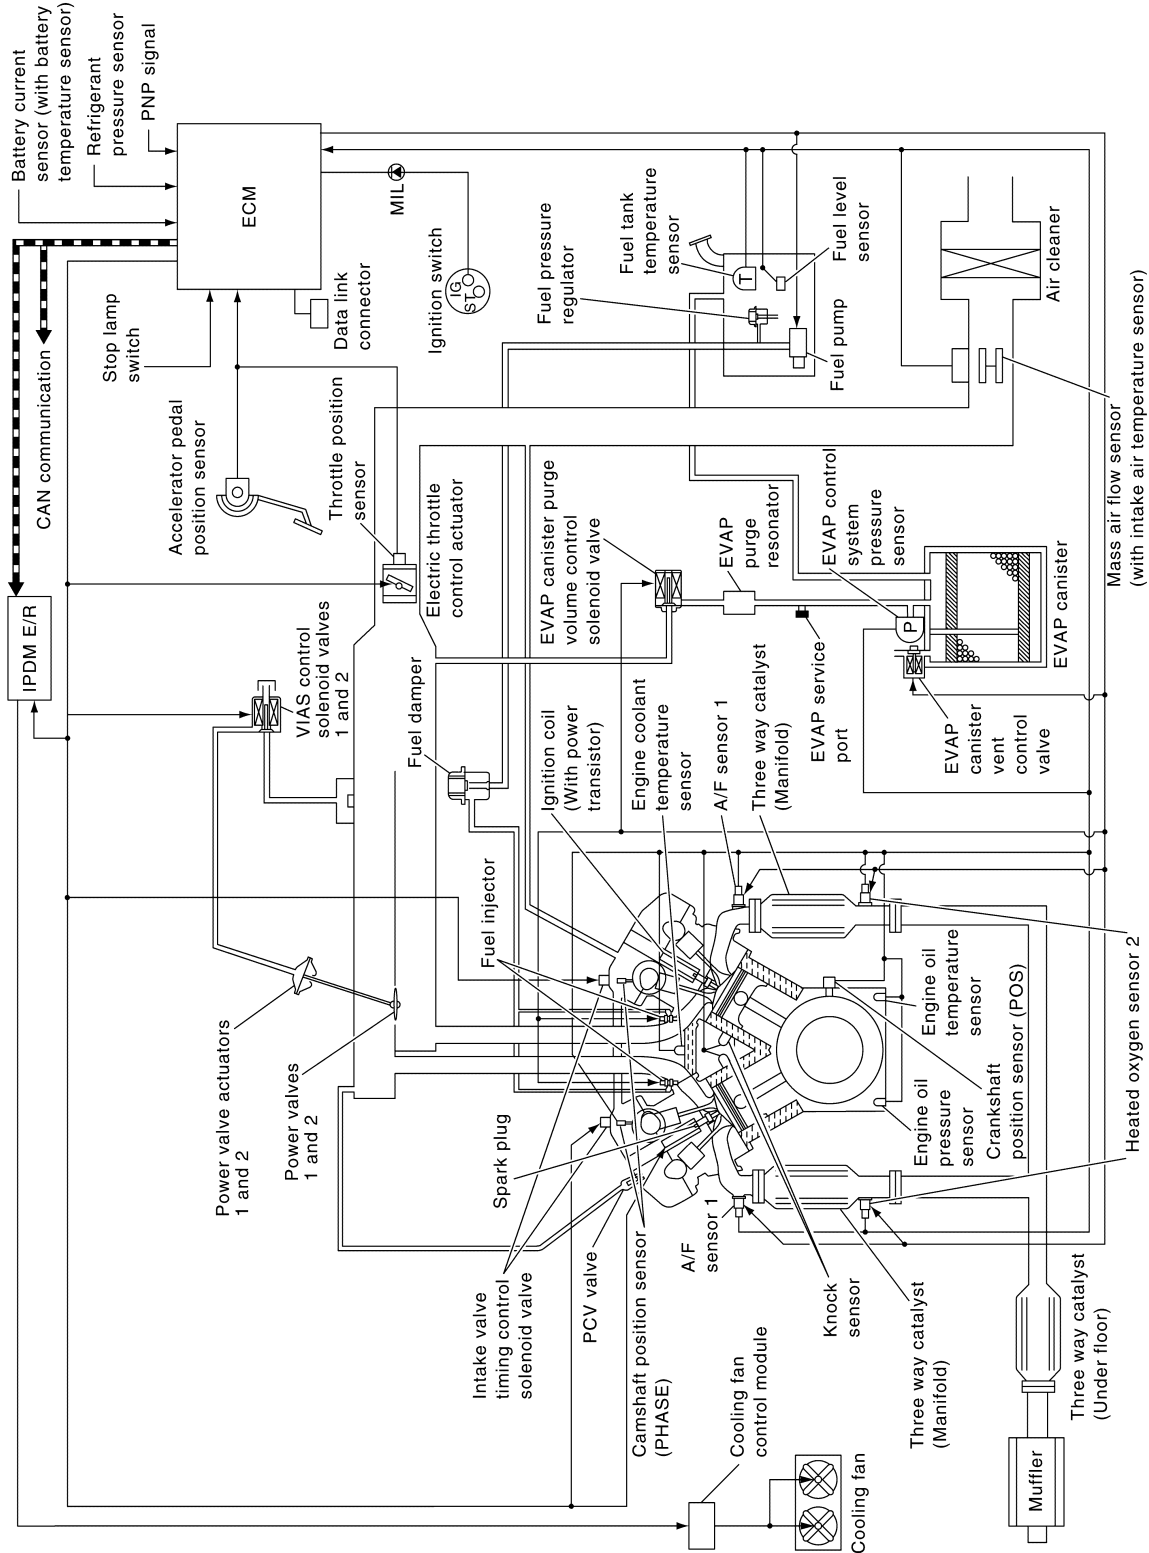 Battery current
sensor (with battery
temperature sensor)
Refrigerant
pressure sensor
PNP signal
ECM
MIL
CAN communication
Stop lamp
switch
Data link
connector
Ignition switch
IG
ST
Accelerator pedal
position sensor
Throttle position
sensor
Electric throttle
control actuator
IPDM E/R
VIAS control
solenoid valves
1 and 2
Power valve actuators
1 and 2
Power valves
1 and 2
Fuel pressure
regulator
Fuel tank
temperature
sensor
T
Fuel level
sensor
Fuel pump
Air cleaner
Mass air flow sensor
(with intake air temperature sensor)
EVAP canister purge
volume control
solenoid valve
EVAP
purge
resonator
EVAP control
system
pressure
sensor
P
EVAP canister
EVAP service
port
EVAP
canister
vent
control
valve
Fuel damper
Ignition coil
(With power
transistor)
Engine coolant
temperature
sensor
A/F sensor 1
Three way catalyst
(Manifold)
Fuel injector
Spark plug
Engine oil
temperature
sensor
Crankshaft
position sensor (POS)
Engine oil
pressure
sensor
Heated oxygen sensor 2
Intake valve
timing control
solenoid valve
PCV valve
Camshaft position sensor
(PHASE)
A/F
sensor 1
Knock
sensor
Three way catalyst
(Manifold)
Three way catalyst
(Under floor)
Cooling fan
control module
Cooling fan
Muffler